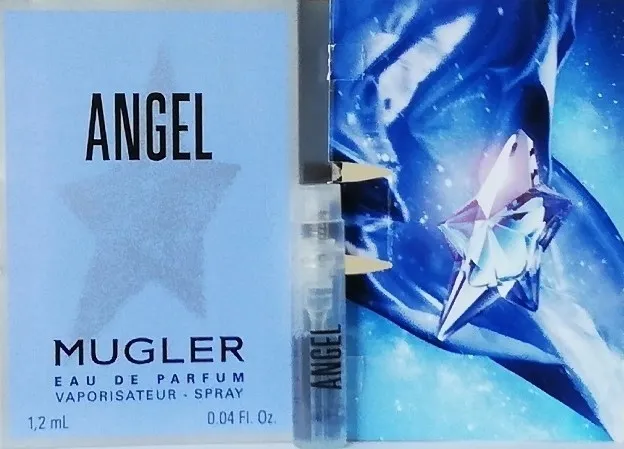 ANGEL
MUGLER
EAU DE PARFUM
VAPORISATEUR - SPRAY
1,2 mL 0.04 Fl. Oz.
ANGEL